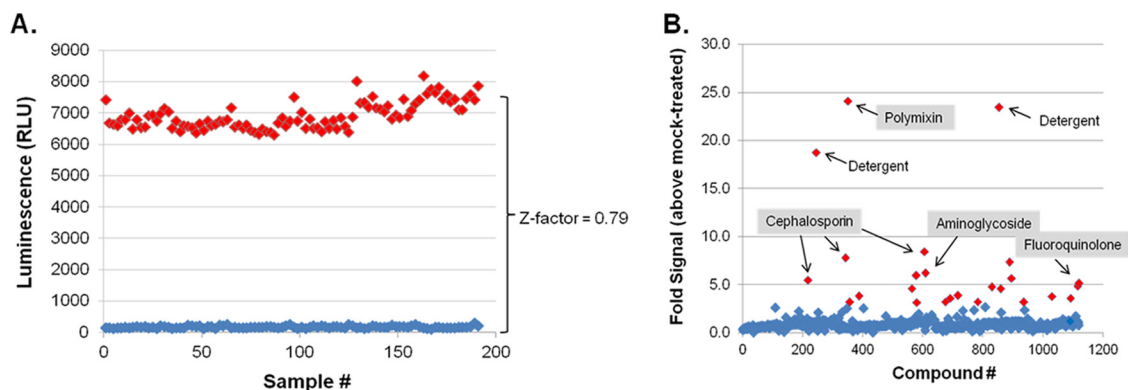 A.
9000
8000
7000
6000
5000
4000
3000
2000
1000
0
Luminescence (RLU)
0
50
100
150
200
Sample #
Z-factor = 0.79
B.
30.0
25.0
20.0
15.0
10.0
5.0
0.0
Fold Signal (above mock-treated)
0
200
400
600
800
1000
1200
Compound #
Polymixin
Detergent
Detergent
Cephalosporin
Aminoglycoside
Fluoroquinolone